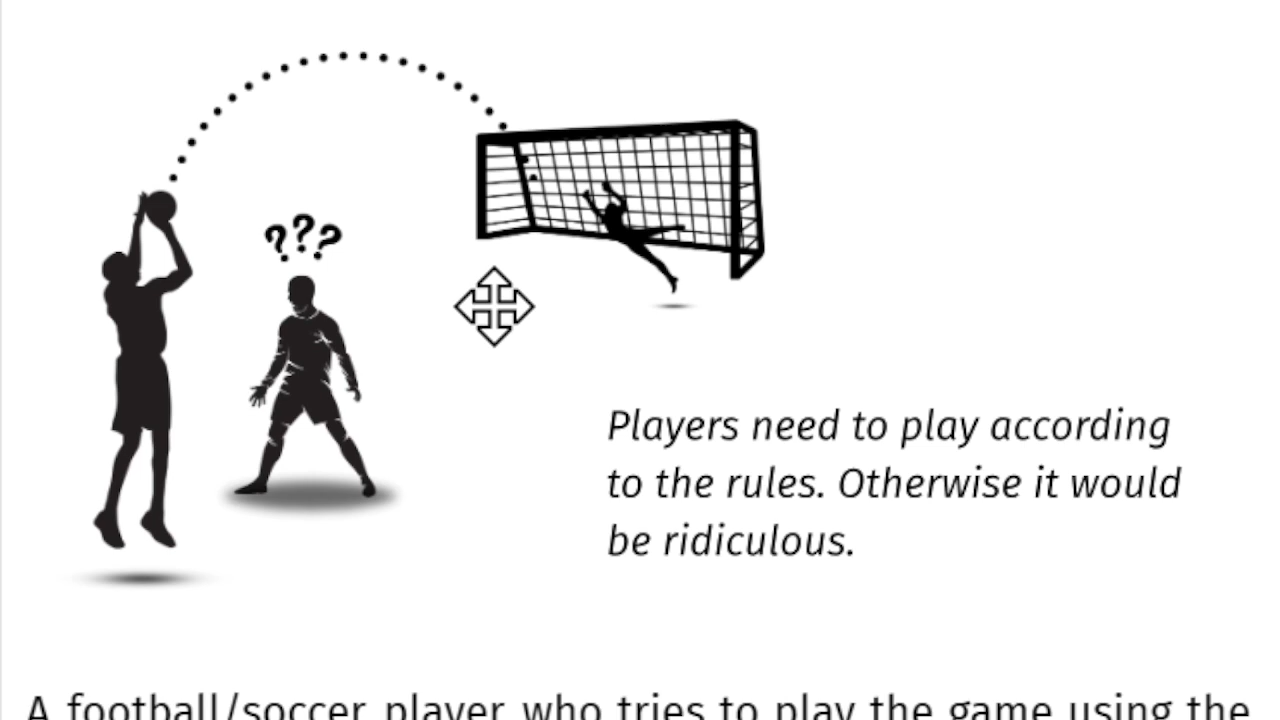 ???
Players need to play according
to the rules. Otherwise it would
be ridiculous.
A football/soccer player who tries to play the game using the